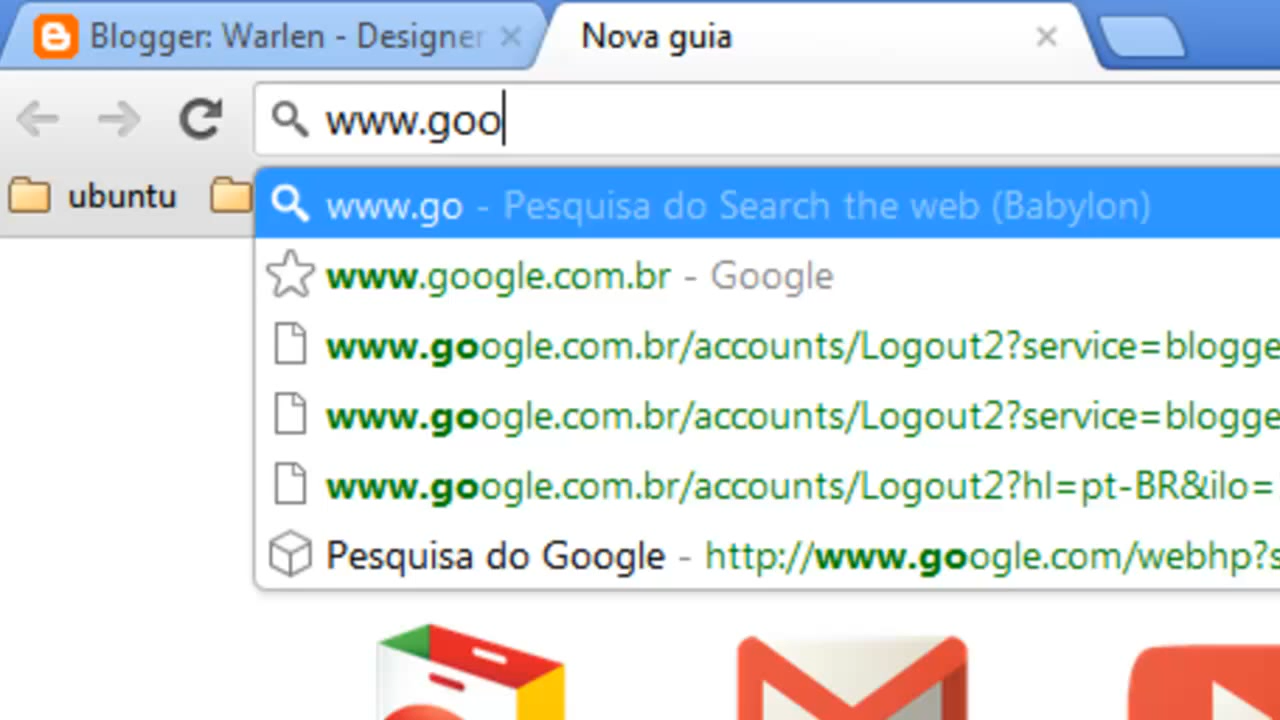 Blogger: Warlen - Designer
Nova guia
www.goo
ubuntu
www.go - Pesquisa do Search the web (Babylon)
www.google.com.br - Google
www.google.com.br/accounts/Logout2?service=blogge
www.google.com.br/accounts/Logout2?service=blogge
www.google.com.br/accounts/Logout2?hl=pt-BR&ilo=
Pesquisa do Google - http://www.google.com/webhp?s